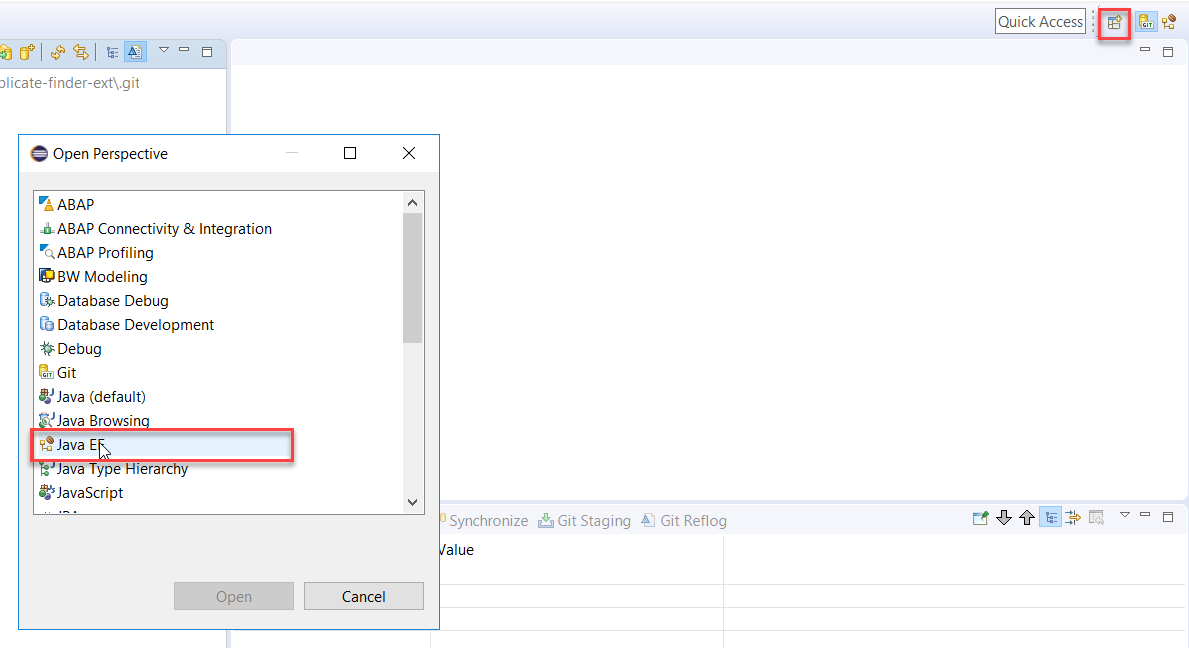 Quick Access
plicate-finder-ext\.git
Open Perspective
ABAP
ABAP Connectivity & Integration
ABAP Profiling
BW Modeling
Database Debug
Database Development
Debug
Git
Java (default)
Java Browsing
Java EE
Java Type Hierarchy
JavaScript
Synchronize Git Staging Git Reflog
Value
Open Cancel